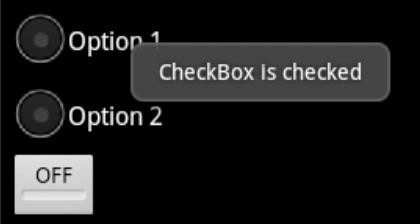 Option 1
CheckBox is checked
Option 2
OFF